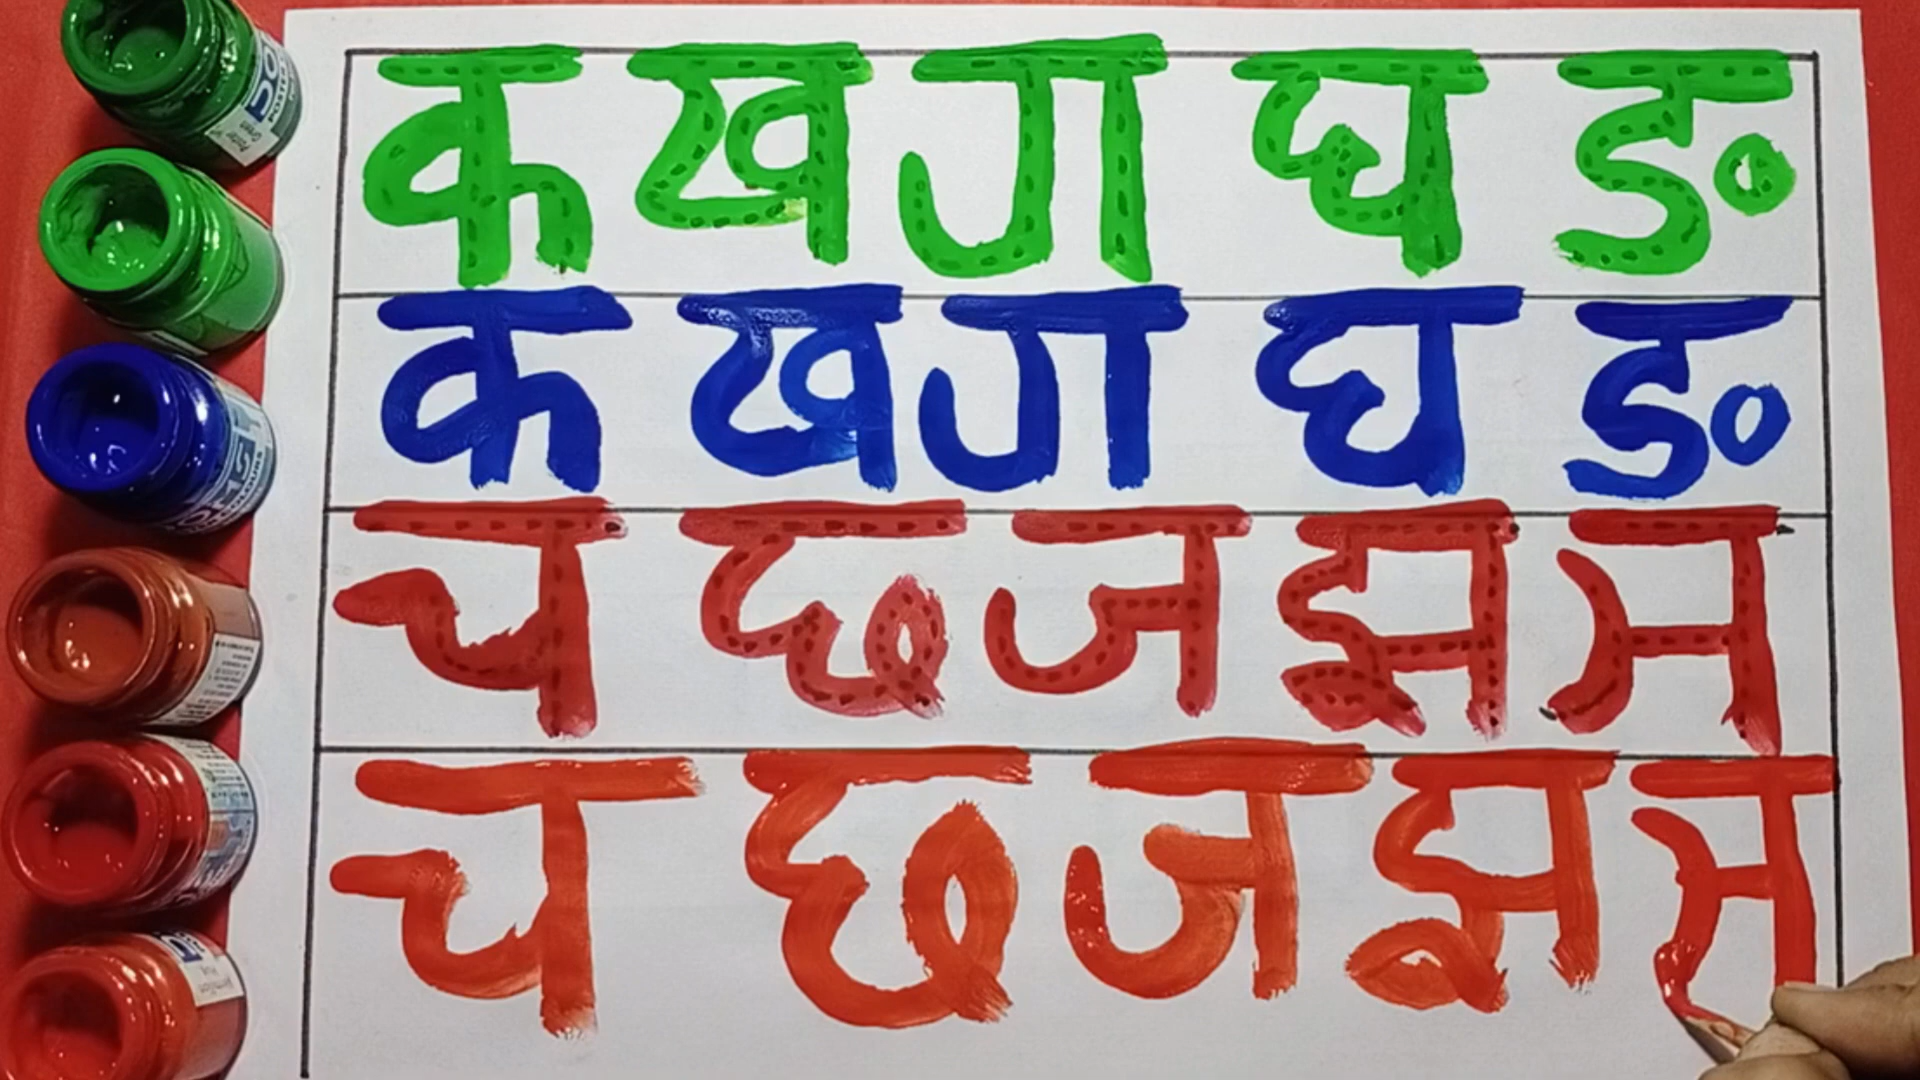 क ख ग घ ङ
क ख ग घ ङ
च छ ज झ ञ
च छ ज झ ञ